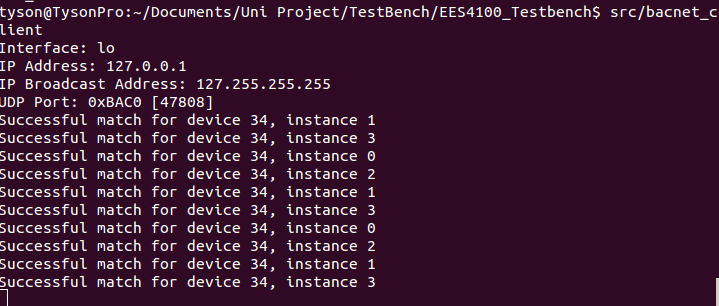 tyson@TysonPro:~/Documents/Uni Project/TestBench/EES4100_Testbench$ src/bacnet_c
lient
Interface: lo
IP Address: 127.0.0.1
IP Broadcast Address: 127.255.255.255
UDP Port: 0xBAC0 [47808]
Successful match for device 34, instance 1
Successful match for device 34, instance 3
Successful match for device 34, instance 0
Successful match for device 34, instance 2
Successful match for device 34, instance 1
Successful match for device 34, instance 3
Successful match for device 34, instance 0
Successful match for device 34, instance 2
Successful match for device 34, instance 1
Successful match for device 34, instance 3